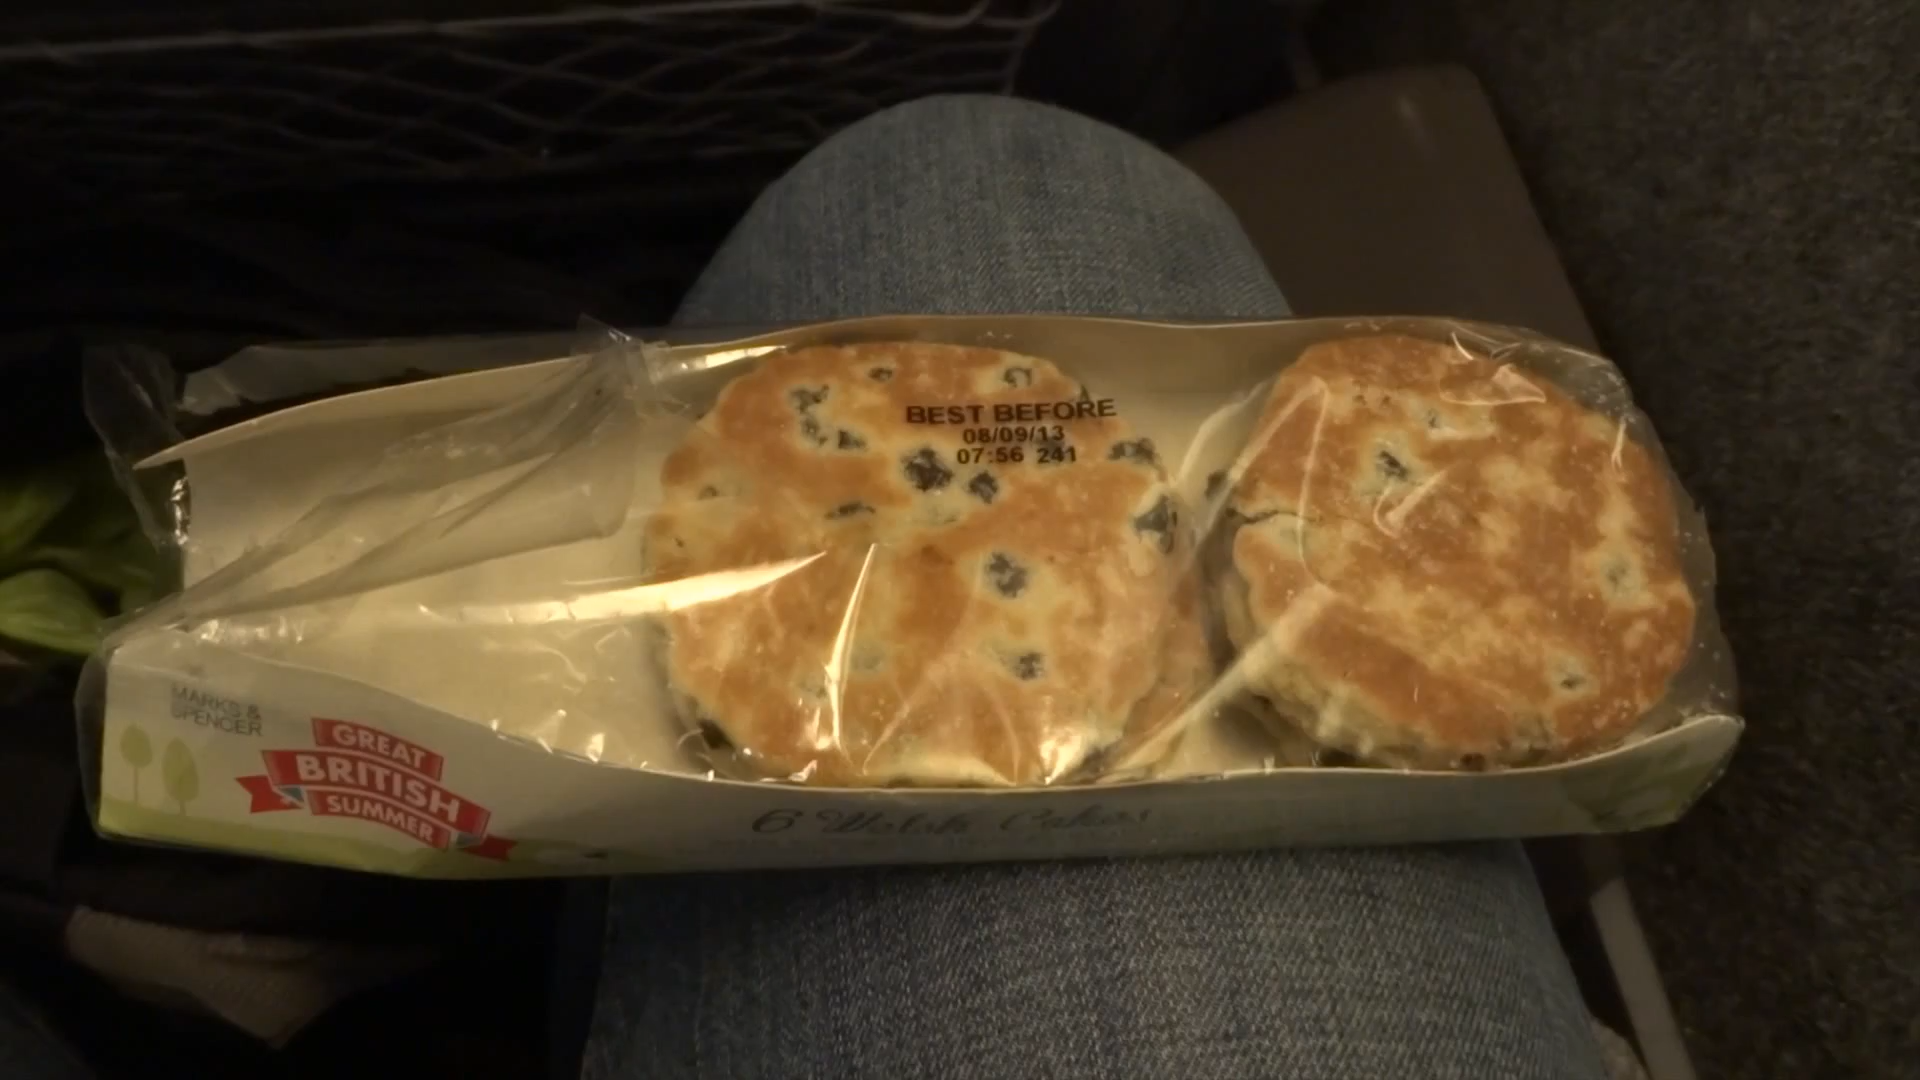 BEST BEFORE
08/09/13
07:56 241
MARKS &
SPENCER
GREAT
BRITISH
SUMMER
6 Welsh Cakes